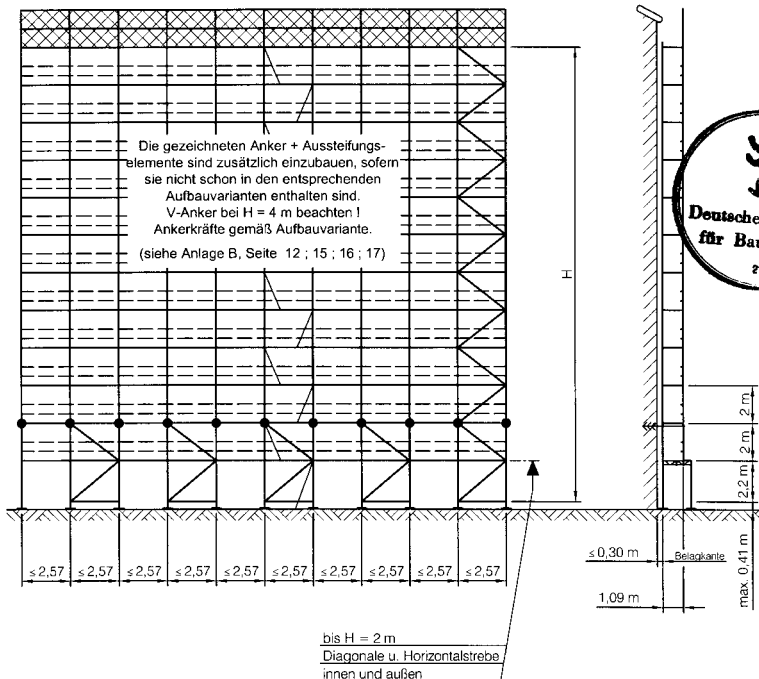 Die gezeichneten Anker + Aussteifungs-
elemente sind zusätzlich einzubauen, sofern
sie nicht schon in den entsprechenden
Aufbauvarianten enthalten sind.
V-Anker bei H = 4 m beachten !
Ankerkräfte gemäß Aufbauvariante.
(siehe Anlage B, Seite 12 ; 15 ; 16 ; 17)
H
Deutsche
für Bau
2 m
2 m
2.2 m
max. 0,41 m
≤ 0,30 m
Belagkante
1,09 m
≤ 2,57 ≤ 2,57 ≤ 2,57 ≤ 2,57 ≤ 2,57 ≤ 2,57 ≤ 2,57 ≤ 2,57 ≤ 2,57 ≤ 2,57
bis H = 2 m
Diagonale u. Horizontalstrebe
innen und außen